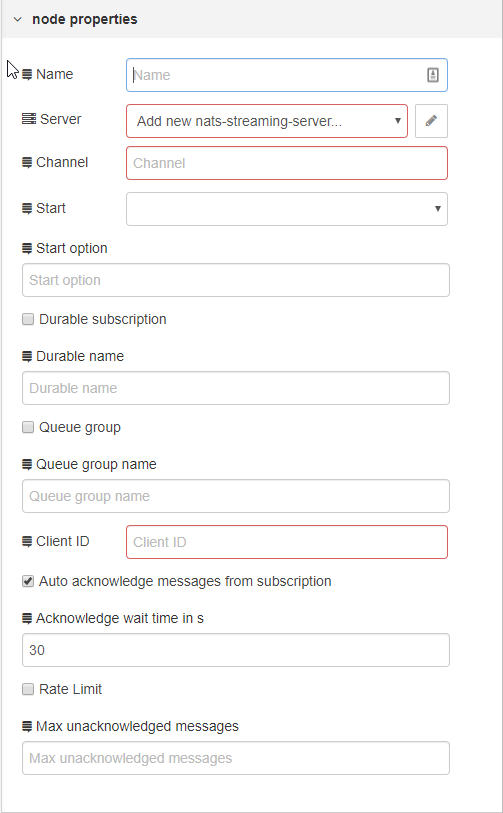 node properties
Name
Name
Server
Add new nats-streaming-server...
Channel
Channel
Start
Start option
Start option
Durable subscription
Durable name
Durable name
Queue group
Queue group name
Queue group name
Client ID
Client ID
Auto acknowledge messages from subscription
Acknowledge wait time in s
30
Rate Limit
Max unacknowledged messages
Max unacknowledged messages